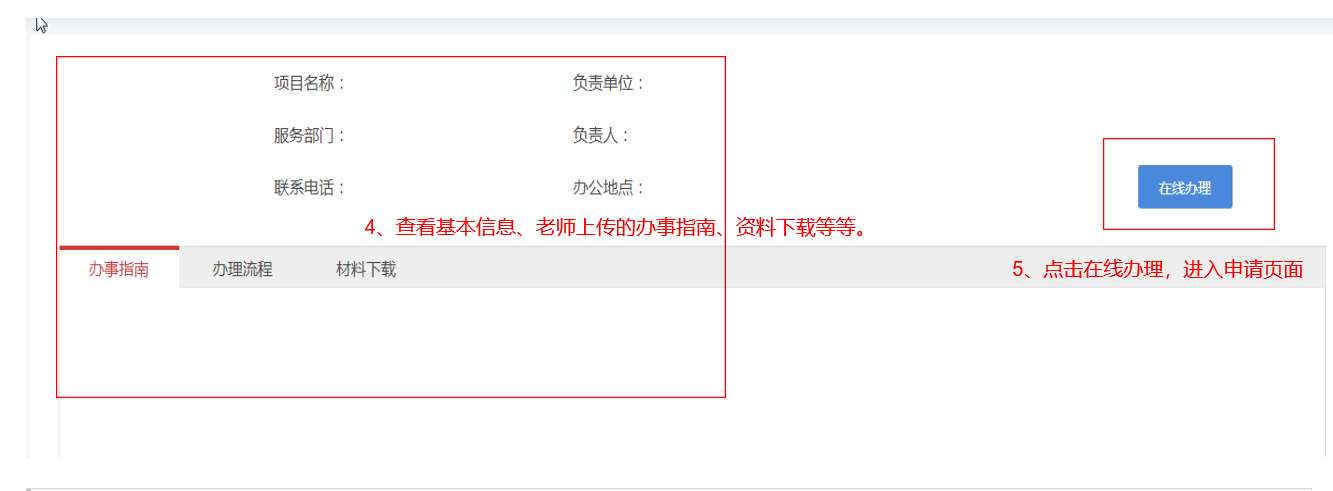 项目名称：
负责单位：
服务部门：
负责人：
联系电话：
办公地点：
在线办理
4、查看基本信息、老师上传的办事指南、资料下载等等。
办事指南
办理流程
材料下载
5、点击在线办理，进入申请页面